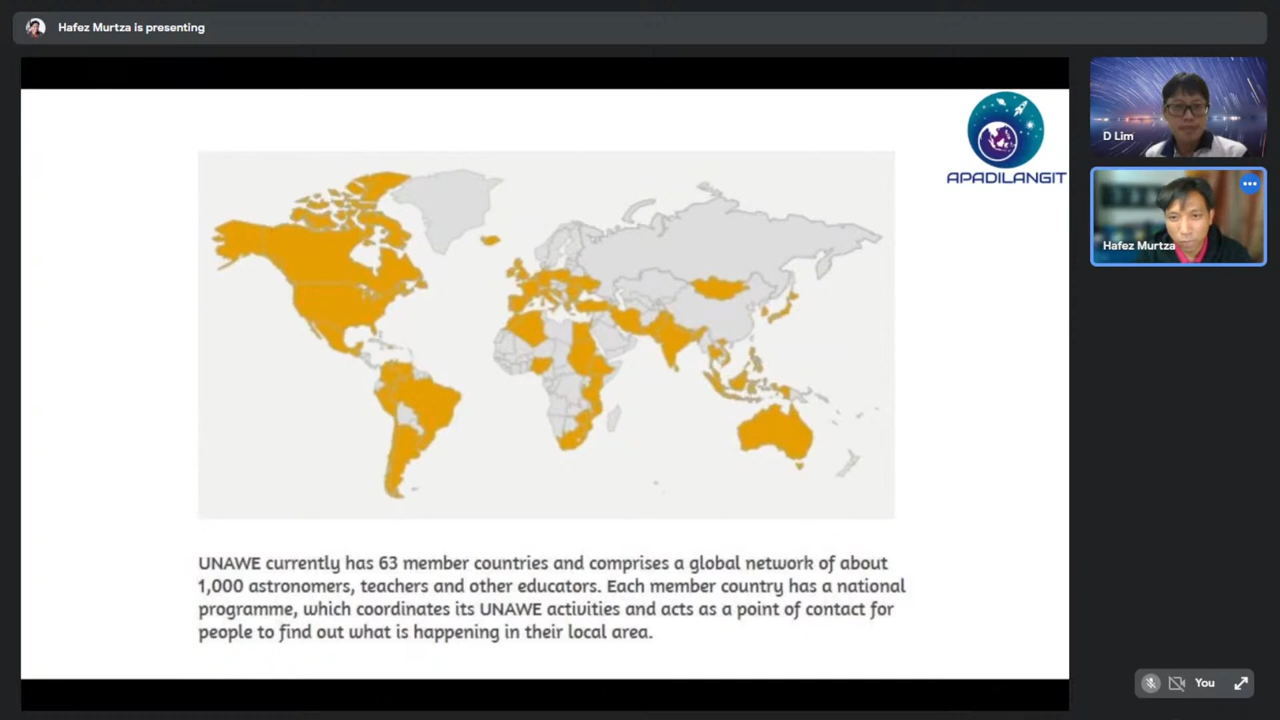 Hafez Murtza is presenting
APADILANGIT
D Lim
Hafez Murtza
UNAWE currently has 63 member countries and comprises a global network of about
1,000 astronomers, teachers and other educators. Each member country has a national
programme, which coordinates its UNAWE activities and acts as a point of contact for
people to find out what is happening in their local area.
You